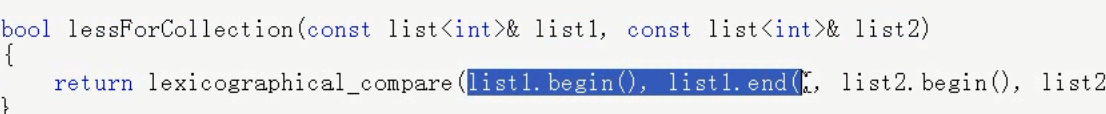 bool lessForCollection(const list<int>& list1, const list<int>& list2)
{
return lexicographical_compare(list1.begin(), list1.end(), list2.begin(), list2
}